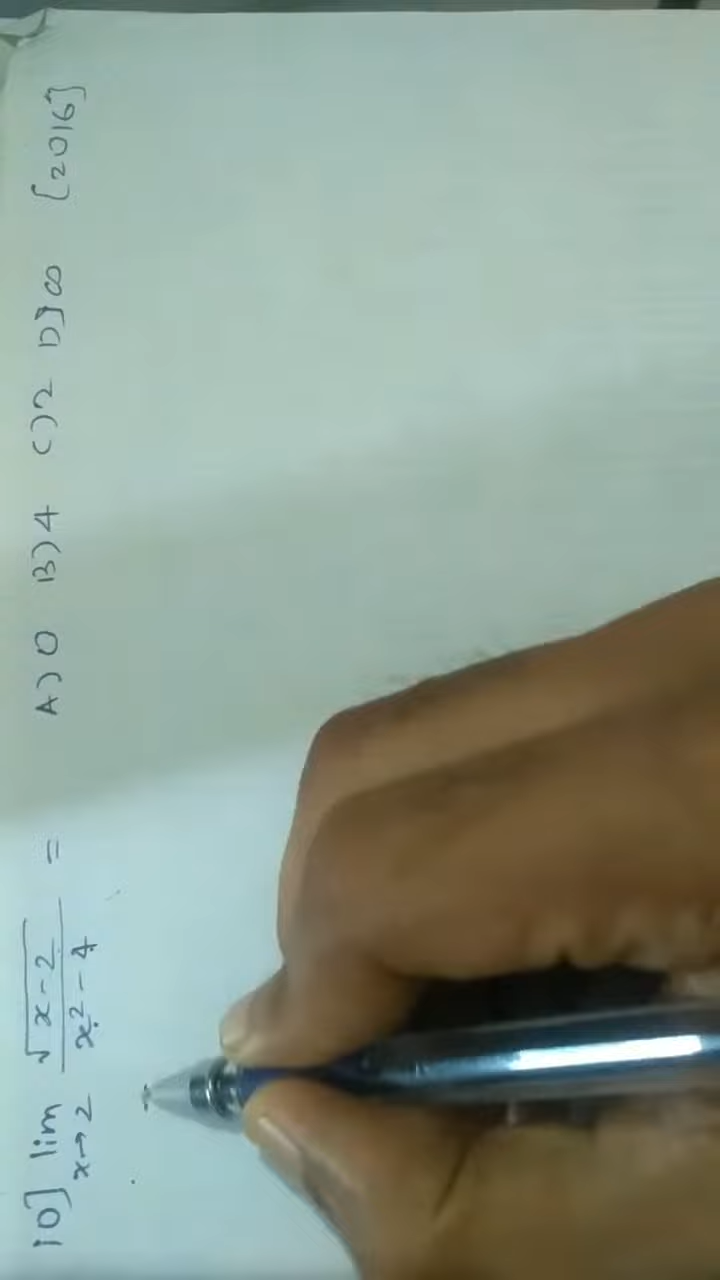 10] lim √x-2 / x²-4 = A) 0 B) 4 C) 2 D] ∞ [2016]
x→2